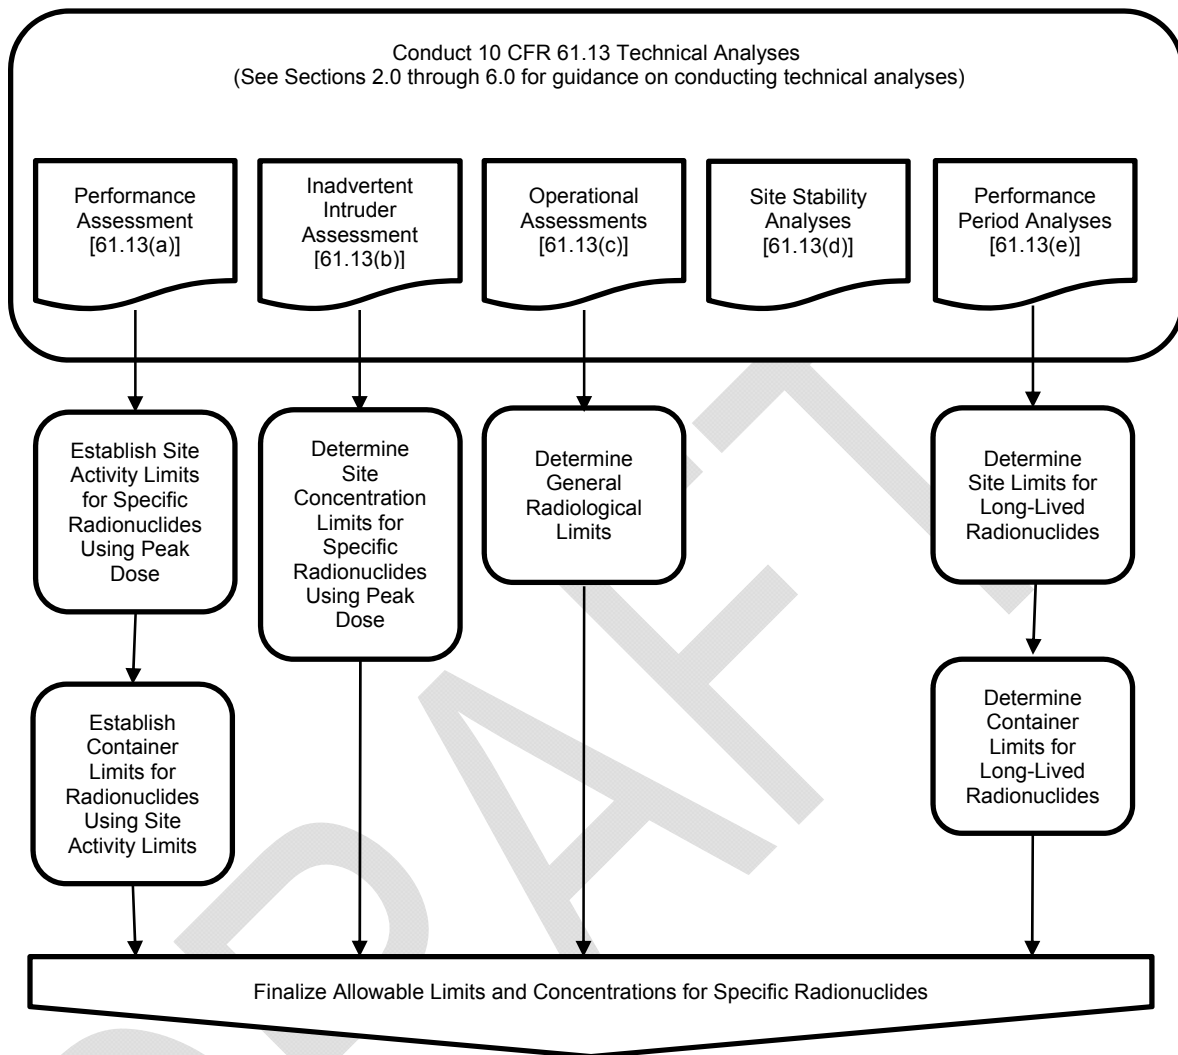 Conduct 10 CFR 61.13 Technical Analyses
(See Sections 2.0 through 6.0 for guidance on conducting technical analyses)
Performance
Assessment
[61.13(a)]
Inadvertent
Intruder
Assessment
[61.13(b)]
Operational
Assessments
[61.13(c)]
Site Stability
Analyses
[61.13(d)]
Performance
Period Analyses
[61.13(e)]
Establish Site
Activity Limits
for Specific
Radionuclides
Using Peak
Dose
Determine
Site
Concentration
Limits for
Specific
Radionuclides
Using Peak
Dose
Determine
General
Radiological
Limits
Determine
Site Limits for
Long-Lived
Radionuclides
Establish
Container
Limits for
Radionuclides
Using Site
Activity Limits
Determine
Container
Limits for
Long-Lived
Radionuclides
Finalize Allowable Limits and Concentrations for Specific Radionuclides
DRAFT